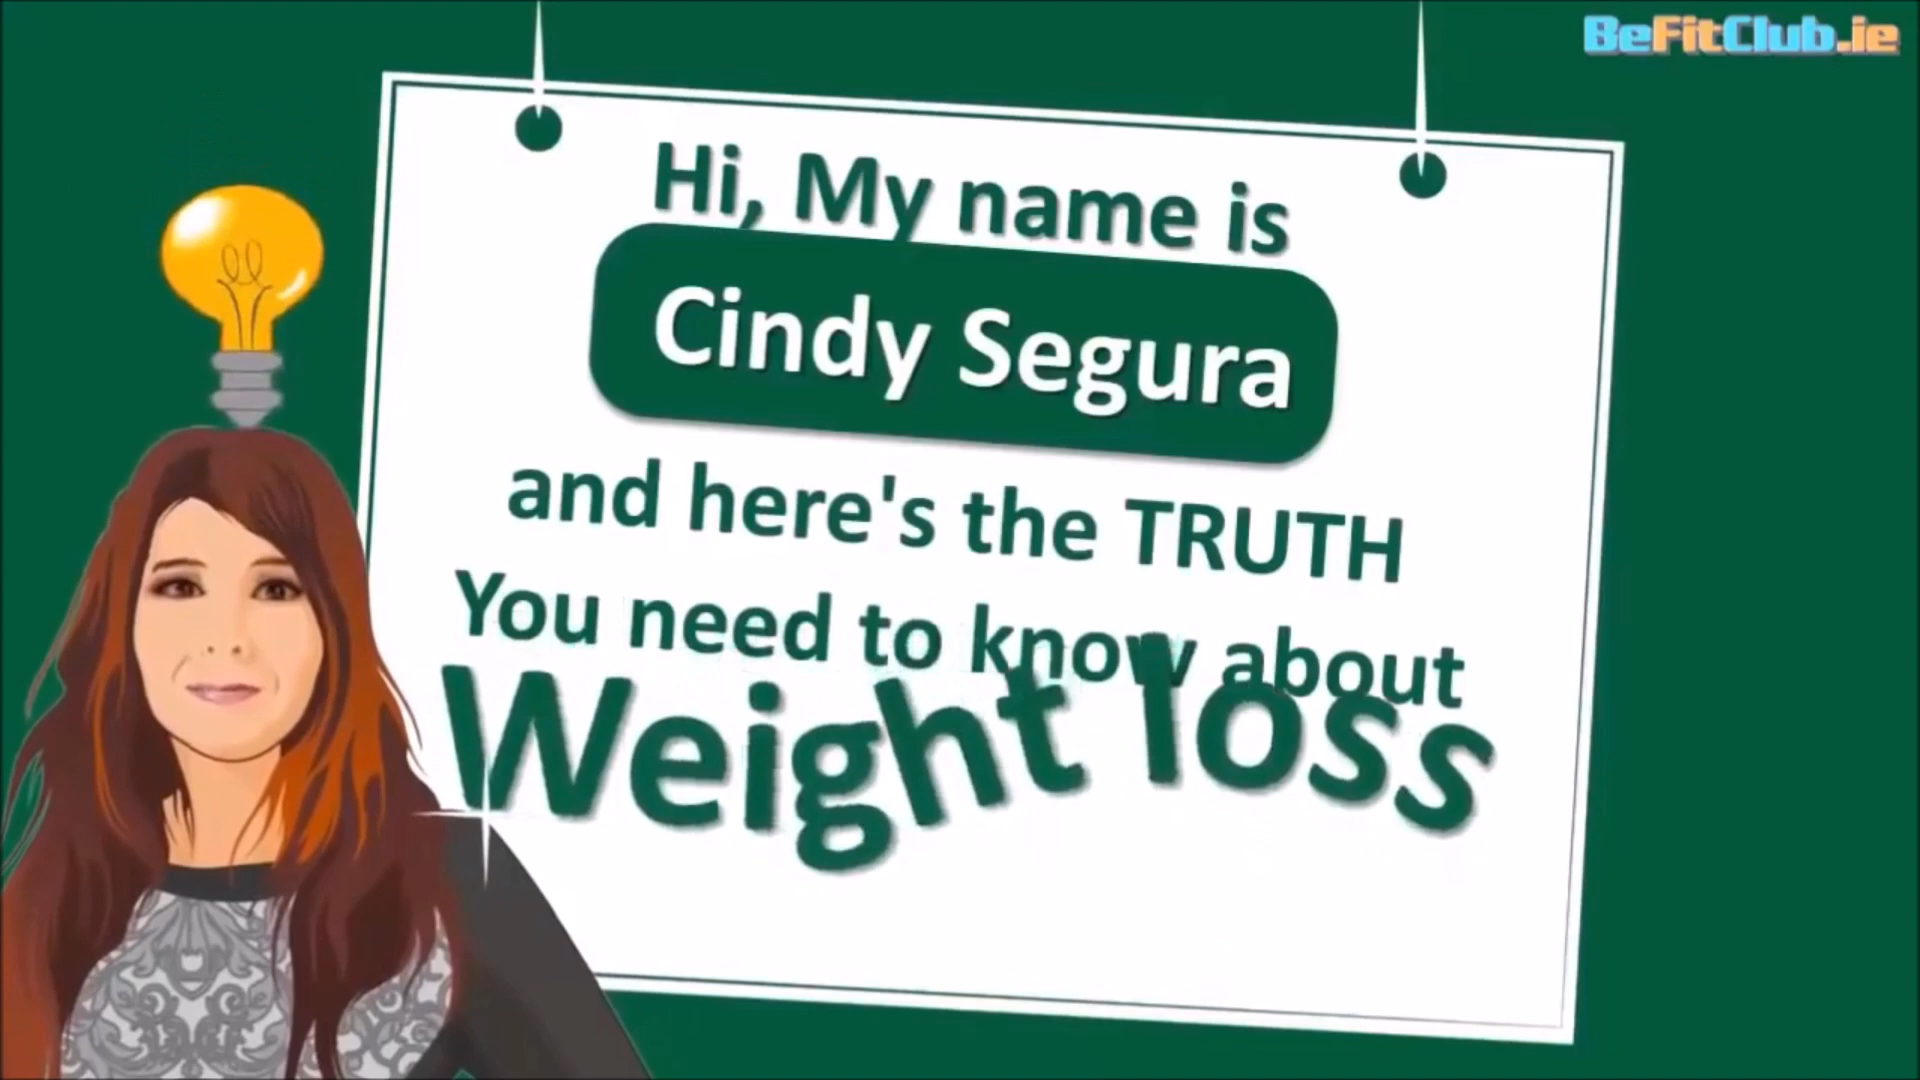 BeFitClub.ie
Hi, My name is
Cindy Segura
and here's the TRUTH
You need to know about
Weight loss